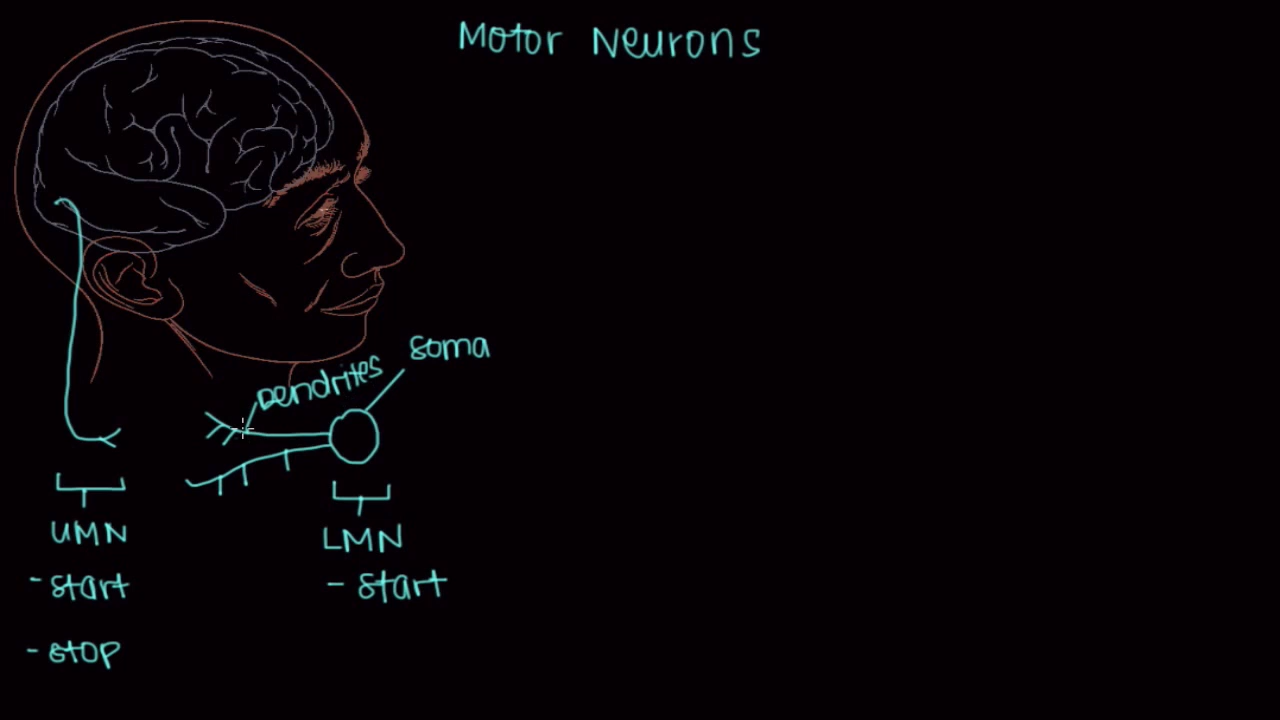 Motor Neurons
soma
Dendrites
UMN
- start
- stop
LMN
- start